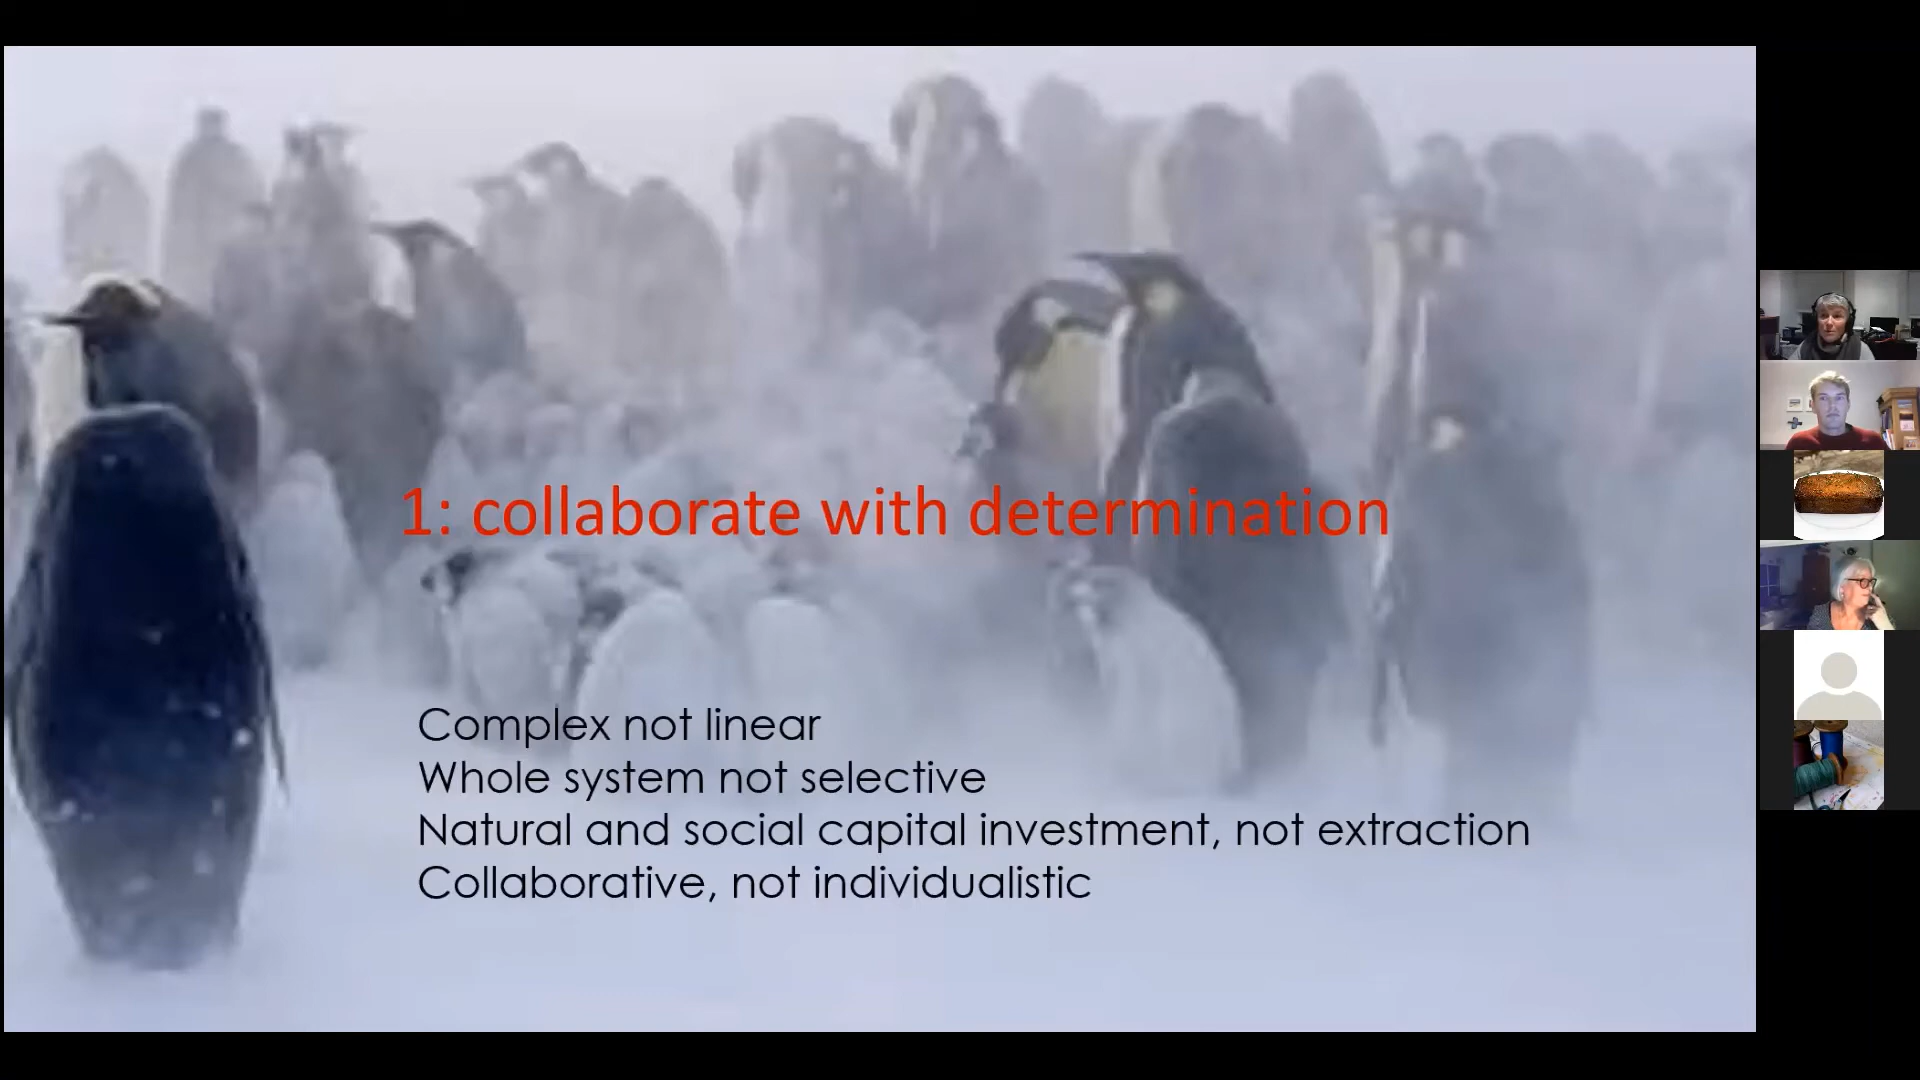 1: collaborate with determination
Complex not linear
Whole system not selective
Natural and social capital investment, not extraction
Collaborative, not individualistic